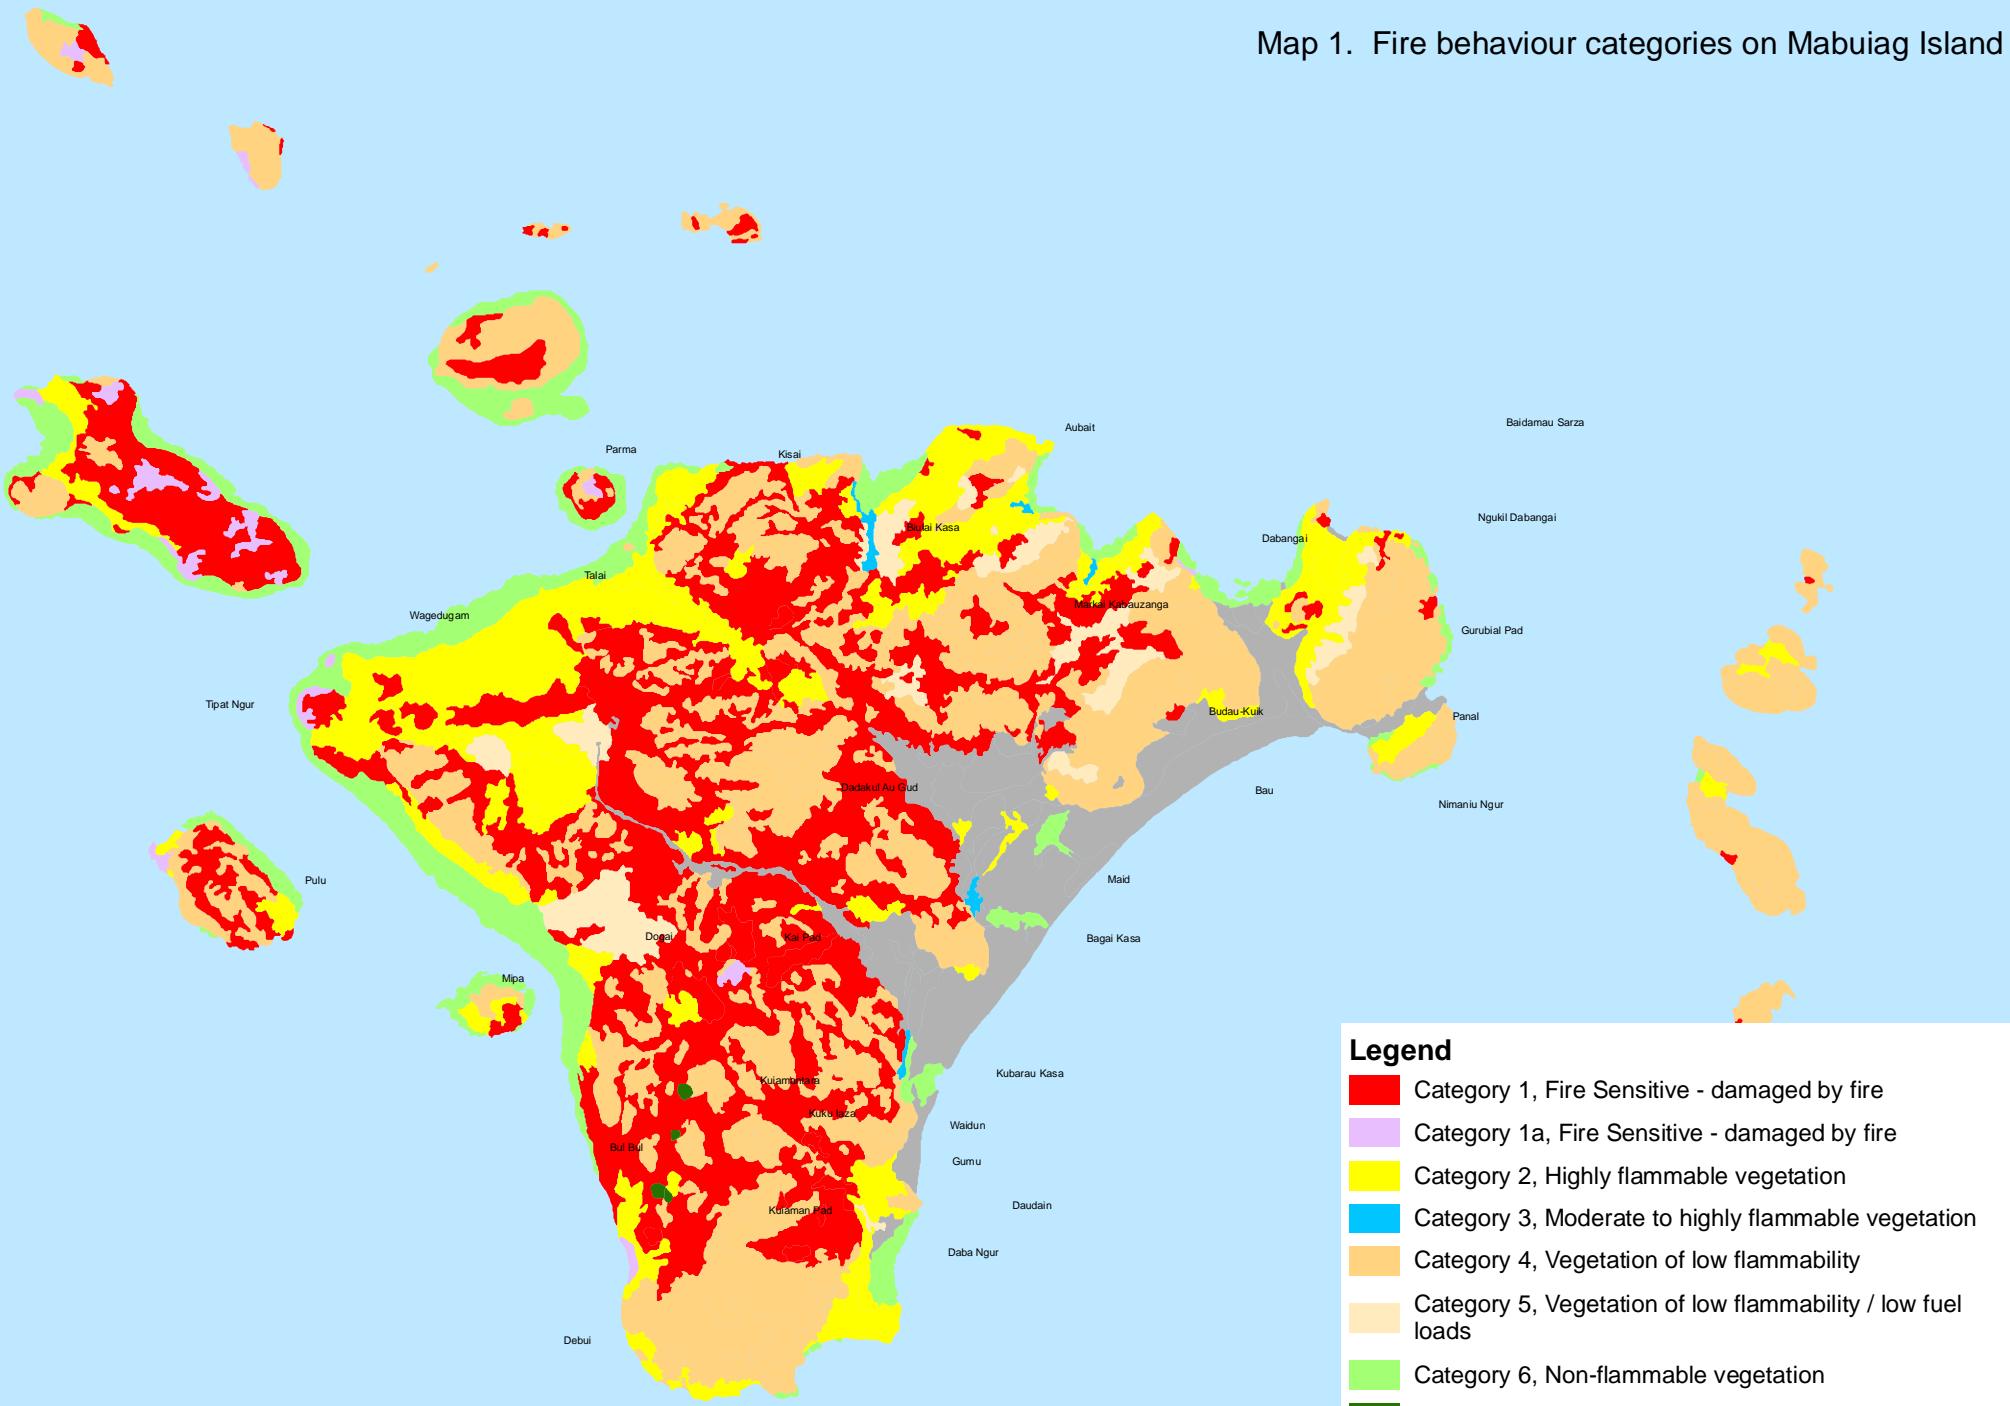 Map 1. Fire behaviour categories on Mabuiag Island
Aubait
Baidamau Sarza
Parma
Kisai
Ngukil Dabangai
Biulai Kasa
Dabangai
Talai
Markai Kabauzanga
Wagedugam
Gurubial Pad
Tipat Ngur
Budau-Kuik
Panal
Dadakul Au Gud
Bau
Nimaniu Ngur
Pulu
Maid
Dogai
Kai Pad
Bagai Kasa
Mipa
Kubarau Kasa
Kuiamantara
Kuku Iaza
Waidun
Bul Bul
Gumu
Daudain
Kulaman Pad
Daba Ngur
Debui
Legend
Category 1, Fire Sensitive - damaged by fire
Category 1a, Fire Sensitive - damaged by fire
Category 2, Highly flammable vegetation
Category 3, Moderate to highly flammable vegetation
Category 4, Vegetation of low flammability
Category 5, Vegetation of low flammability / low fuel
loads
Category 6, Non-flammable vegetation